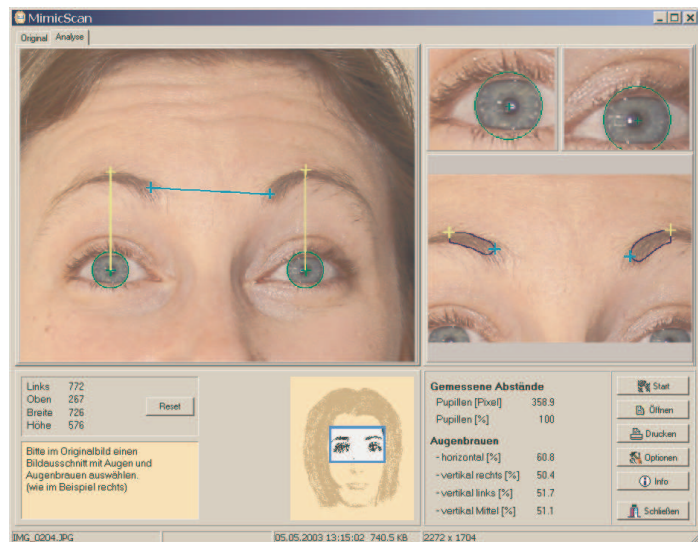 MimicScan
Original Analyse
Links 772
Oben 267
Breite 726
Höhe 576
Reset
Bitte im Originalbild einen
Bildausschnitt mit Augen und
Augenbrauen auswählen.
(wie im Beispiel rechts)
Gemessene Abstände
Pupillen [Pixel] 358.9
Pupillen [%] 100
Augenbrauen
- horizontal [%] 60.8
- vertikal rechts [%] 50.4
- vertikal links [%] 51.7
- vertikal Mittel [%] 51.1
Start
Öffnen
Drucken
Optionen
Info
Schließen
IMG_0204.JPG 05.05.2003 13:15:02 740.5 KB 2272 x 1704